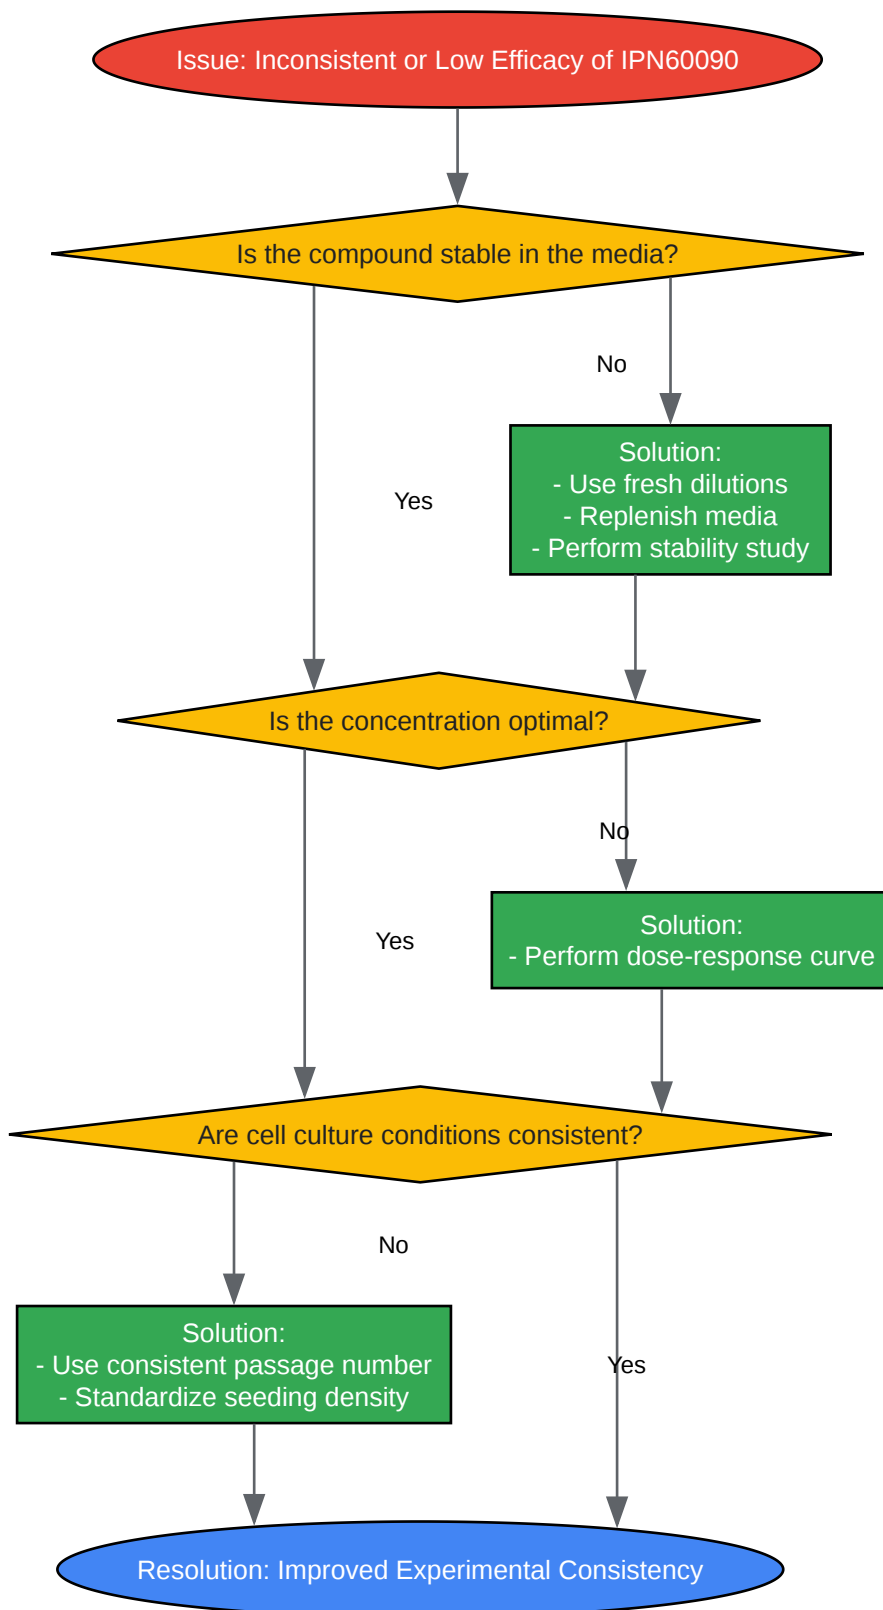 Issue: Inconsistent or Low Efficacy of IPN60090
Is the compound stable in the media?
No
Solution:
- Use fresh dilutions
- Replenish media
- Perform stability study
Yes
Is the concentration optimal?
No
Solution:
- Perform dose-response curve
Yes
Are cell culture conditions consistent?
No
Solution:
- Use consistent passage number
- Standardize seeding density
Yes
Resolution: Improved Experimental Consistency